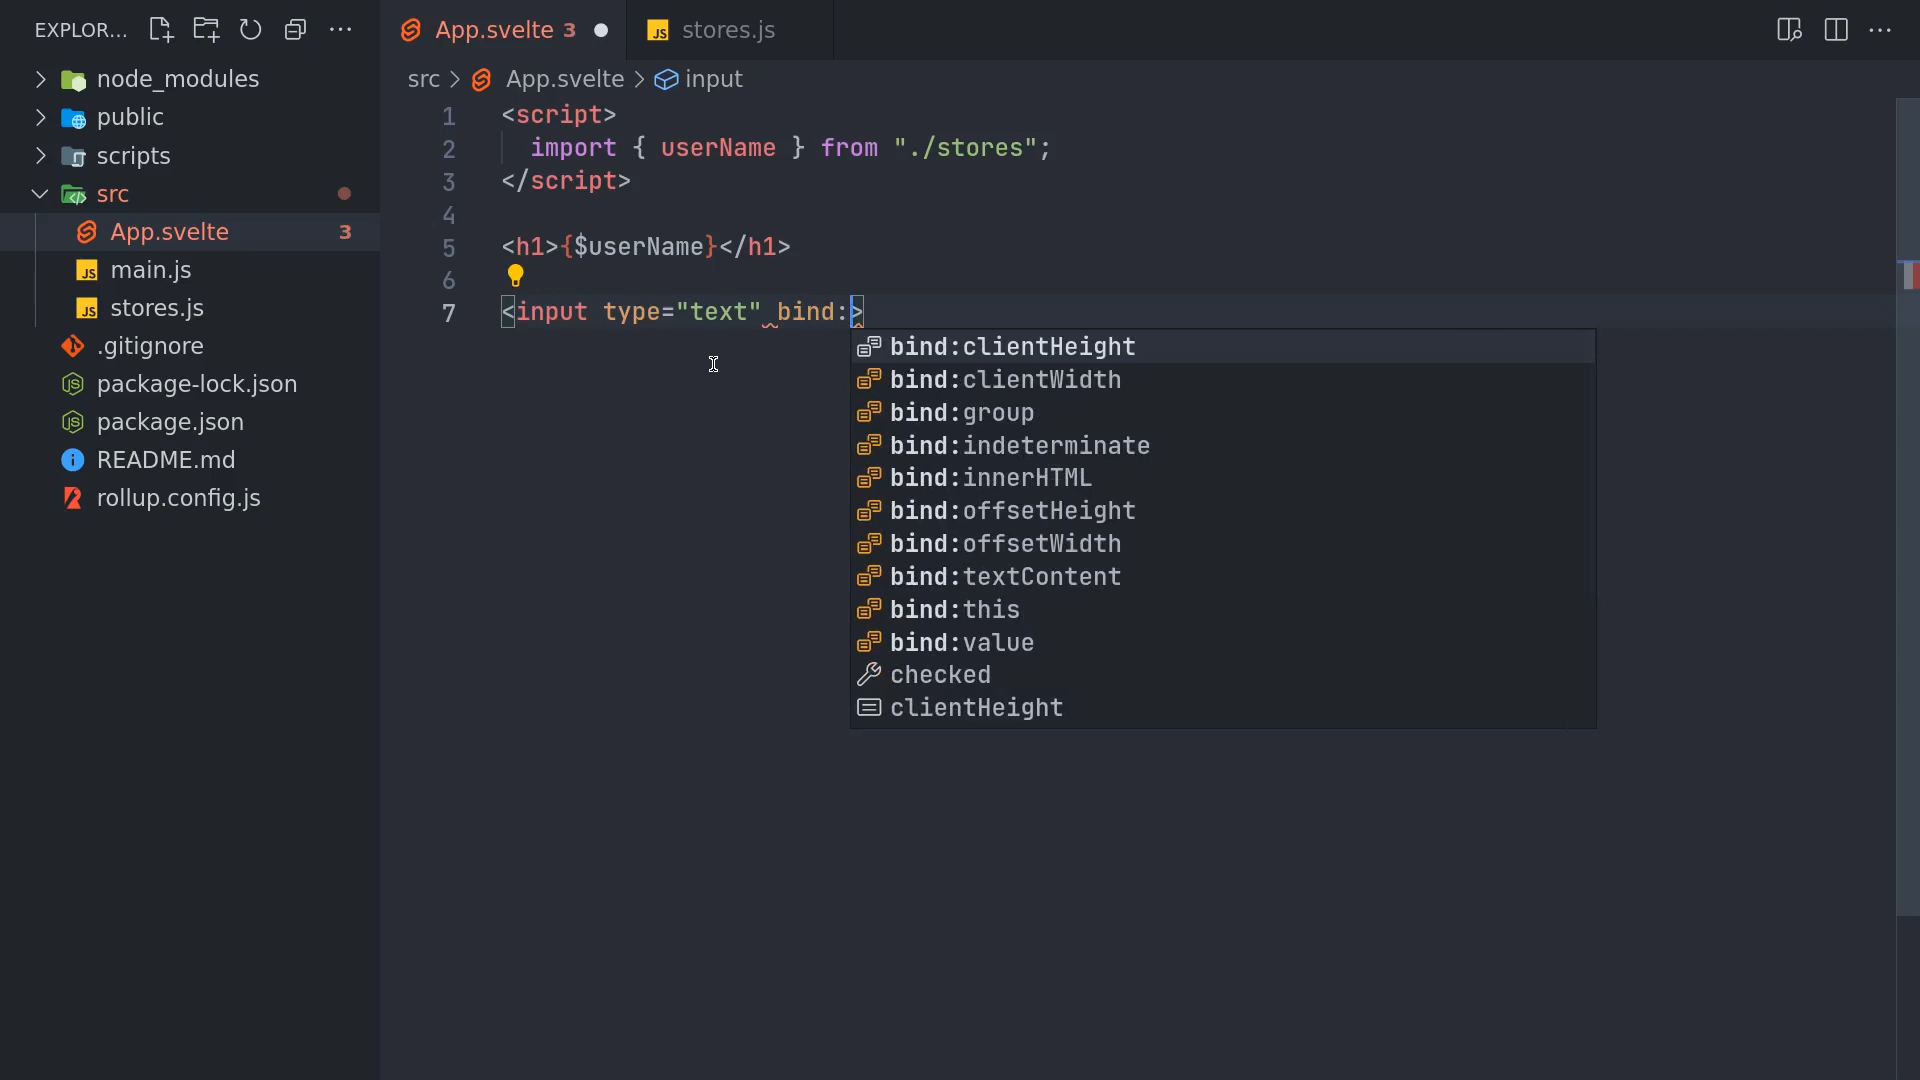 EXPLOR...
App.svelte 3
JS stores.js
node_modules
public
scripts
src
App.svelte 3
JS main.js
JS stores.js
.gitignore
package-lock.json
package.json
README.md
rollup.config.js
src > App.svelte > input
1 <script>
2 import { userName } from "./stores";
3 </script>
4
5 <h1>{$userName}</h1>
6
7 <input type="text" bind:>
bind:clientHeight
bind:clientWidth
bind:group
bind:indeterminate
bind:innerHTML
bind:offsetHeight
bind:offsetWidth
bind:textContent
bind:this
bind:value
checked
clientHeight